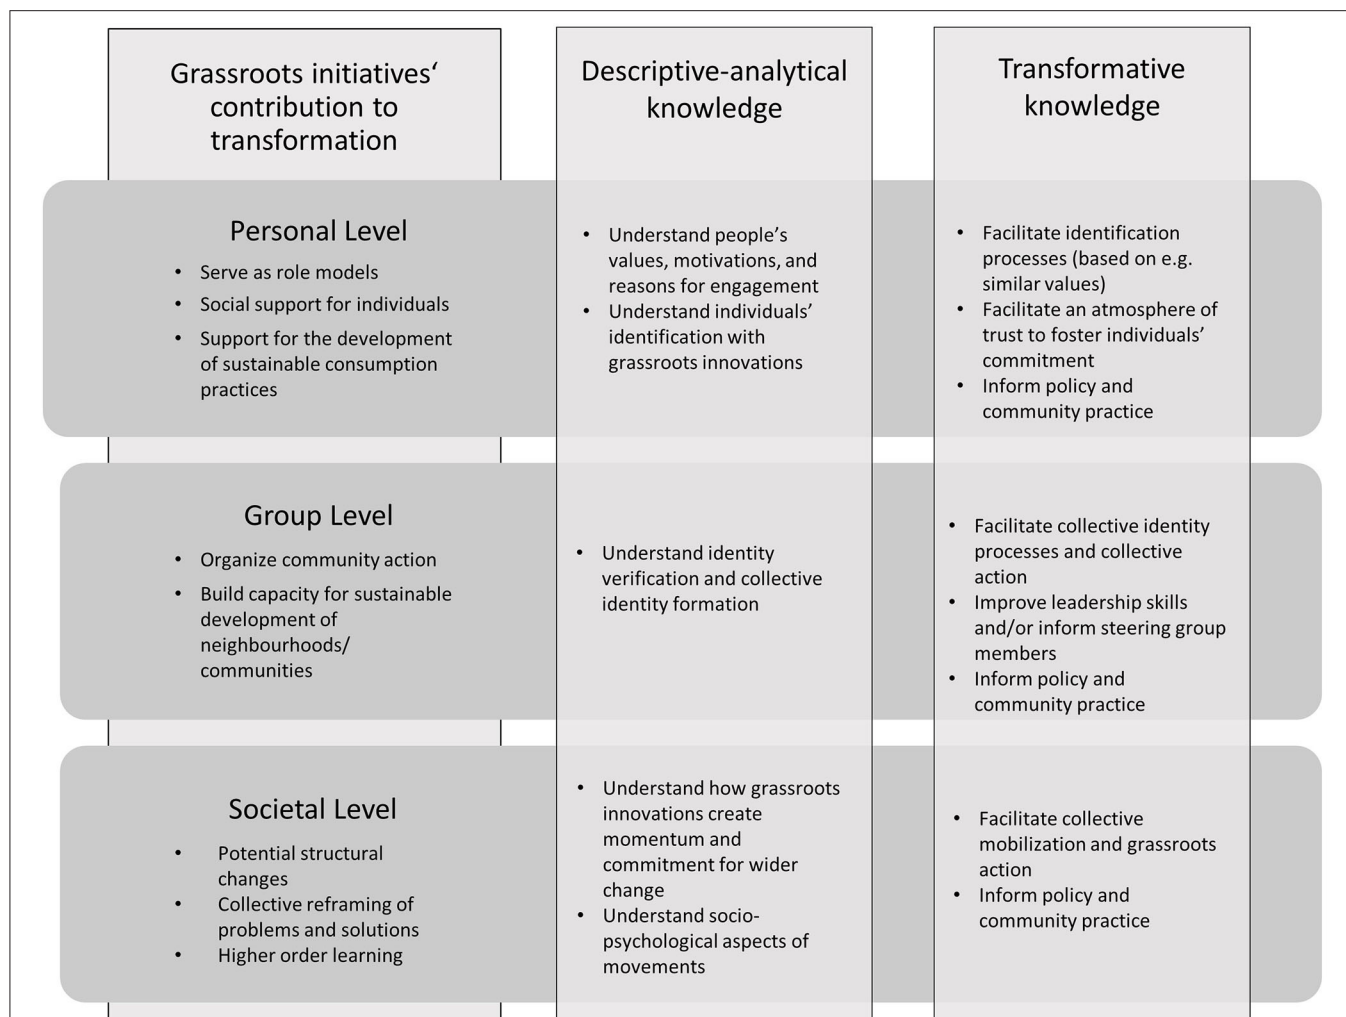 Grassroots initiatives‘
contribution to
transformation
Descriptive-analytical
knowledge
Transformative
knowledge
Personal Level
• Serve as role models
• Social support for individuals
• Support for the development
of sustainable consumption
practices
• Understand people’s
values, motivations, and
reasons for engagement
• Understand individuals’
identification with
grassroots innovations
• Facilitate identification
processes (based on e.g.
similar values)
• Facilitate an atmosphere of
trust to foster individuals’
commitment
• Inform policy and
community practice
Group Level
• Organize community action
• Build capacity for sustainable
development of
neighbourhoods/
communities
• Understand identity
verification and collective
identity formation
• Facilitate collective identity
processes and collective
action
• Improve leadership skills
and/or inform steering group
members
• Inform policy and
community practice
Societal Level
• Potential structural
changes
• Collective reframing of
problems and solutions
• Higher order learning
• Understand how grassroots
innovations create
momentum and
commitment for wider
change
• Understand socio-
psychological aspects of
movements
• Facilitate collective
mobilization and grassroots
action
• Inform policy and
community practice